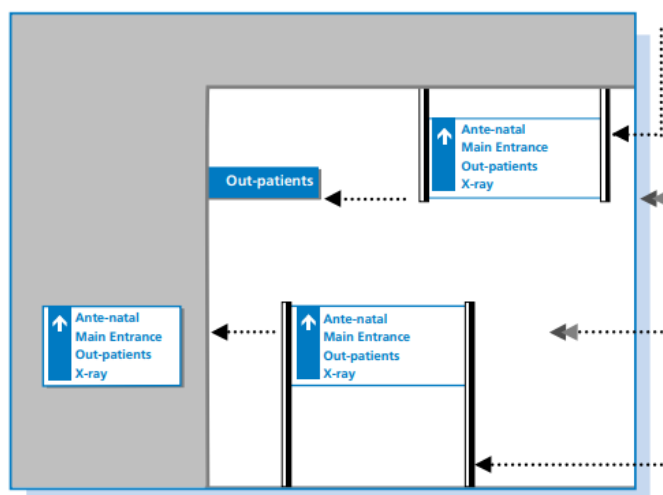 Ante-natal
Main Entrance
Out-patients
X-ray
Out-patients
Ante-natal
Main Entrance
Out-patients
X-ray
Ante-natal
Main Entrance
Out-patients
X-ray